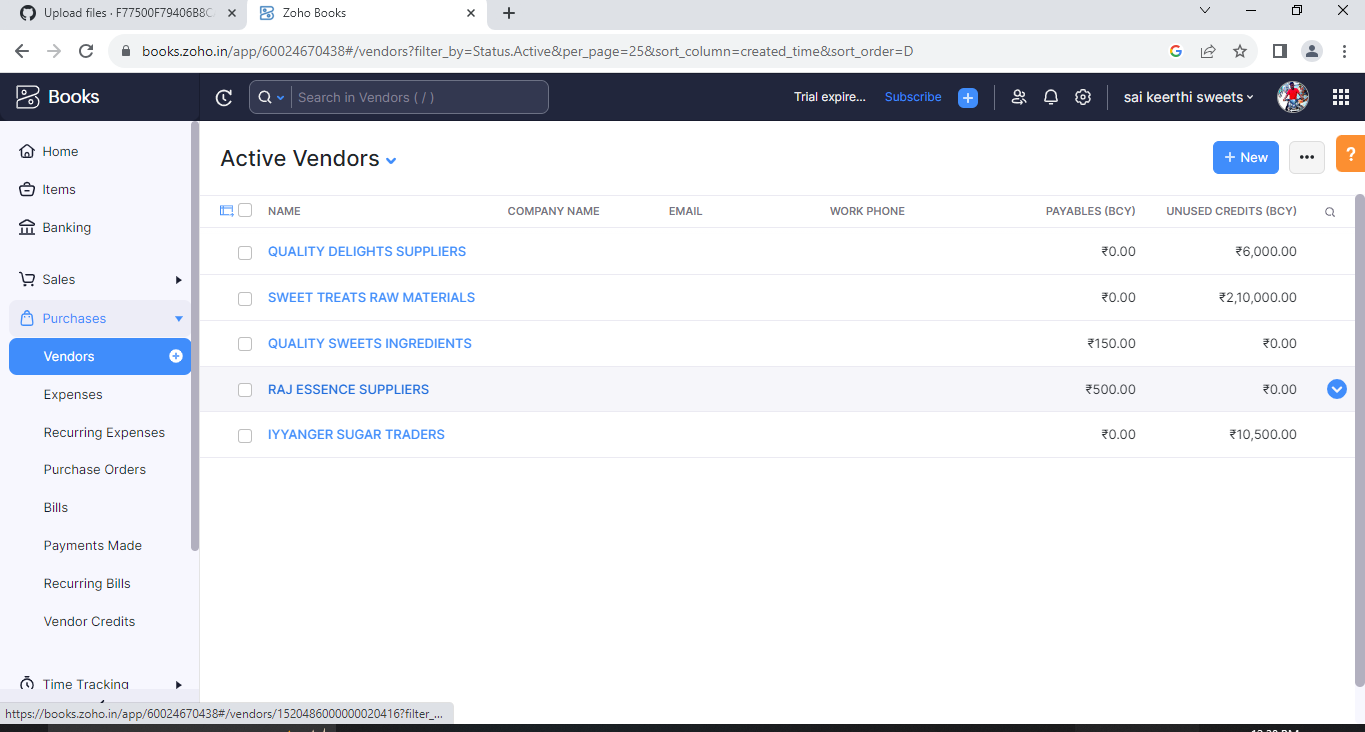 Upload files · F77500F79406B8C
Zoho Books
books.zoho.in/app/60024670438#/vendors?filter_by=Status.Active&per_page=25&sort_column=created_time&sort_order=D
Books
Search in Vendors ( / )
Trial expire... Subscribe
sai keerthi sweets
Home
Items
Banking
Sales
Purchases
Vendors
Expenses
Recurring Expenses
Purchase Orders
Bills
Payments Made
Recurring Bills
Vendor Credits
Time Tracking
Active Vendors
+ New
?
NAME COMPANY NAME EMAIL WORK PHONE PAYABLES (BCY) UNUSED CREDITS (BCY)
QUALITY DELIGHTS SUPPLIERS ₹0.00 ₹6,000.00
SWEET TREATS RAW MATERIALS ₹0.00 ₹2,10,000.00
QUALITY SWEETS INGREDIENTS ₹150.00 ₹0.00
RAJ ESSENCE SUPPLIERS ₹500.00 ₹0.00
IYYANGER SUGAR TRADERS ₹0.00 ₹10,500.00
https://books.zoho.in/app/60024670438#/vendors/1520486000000020416?filter_...